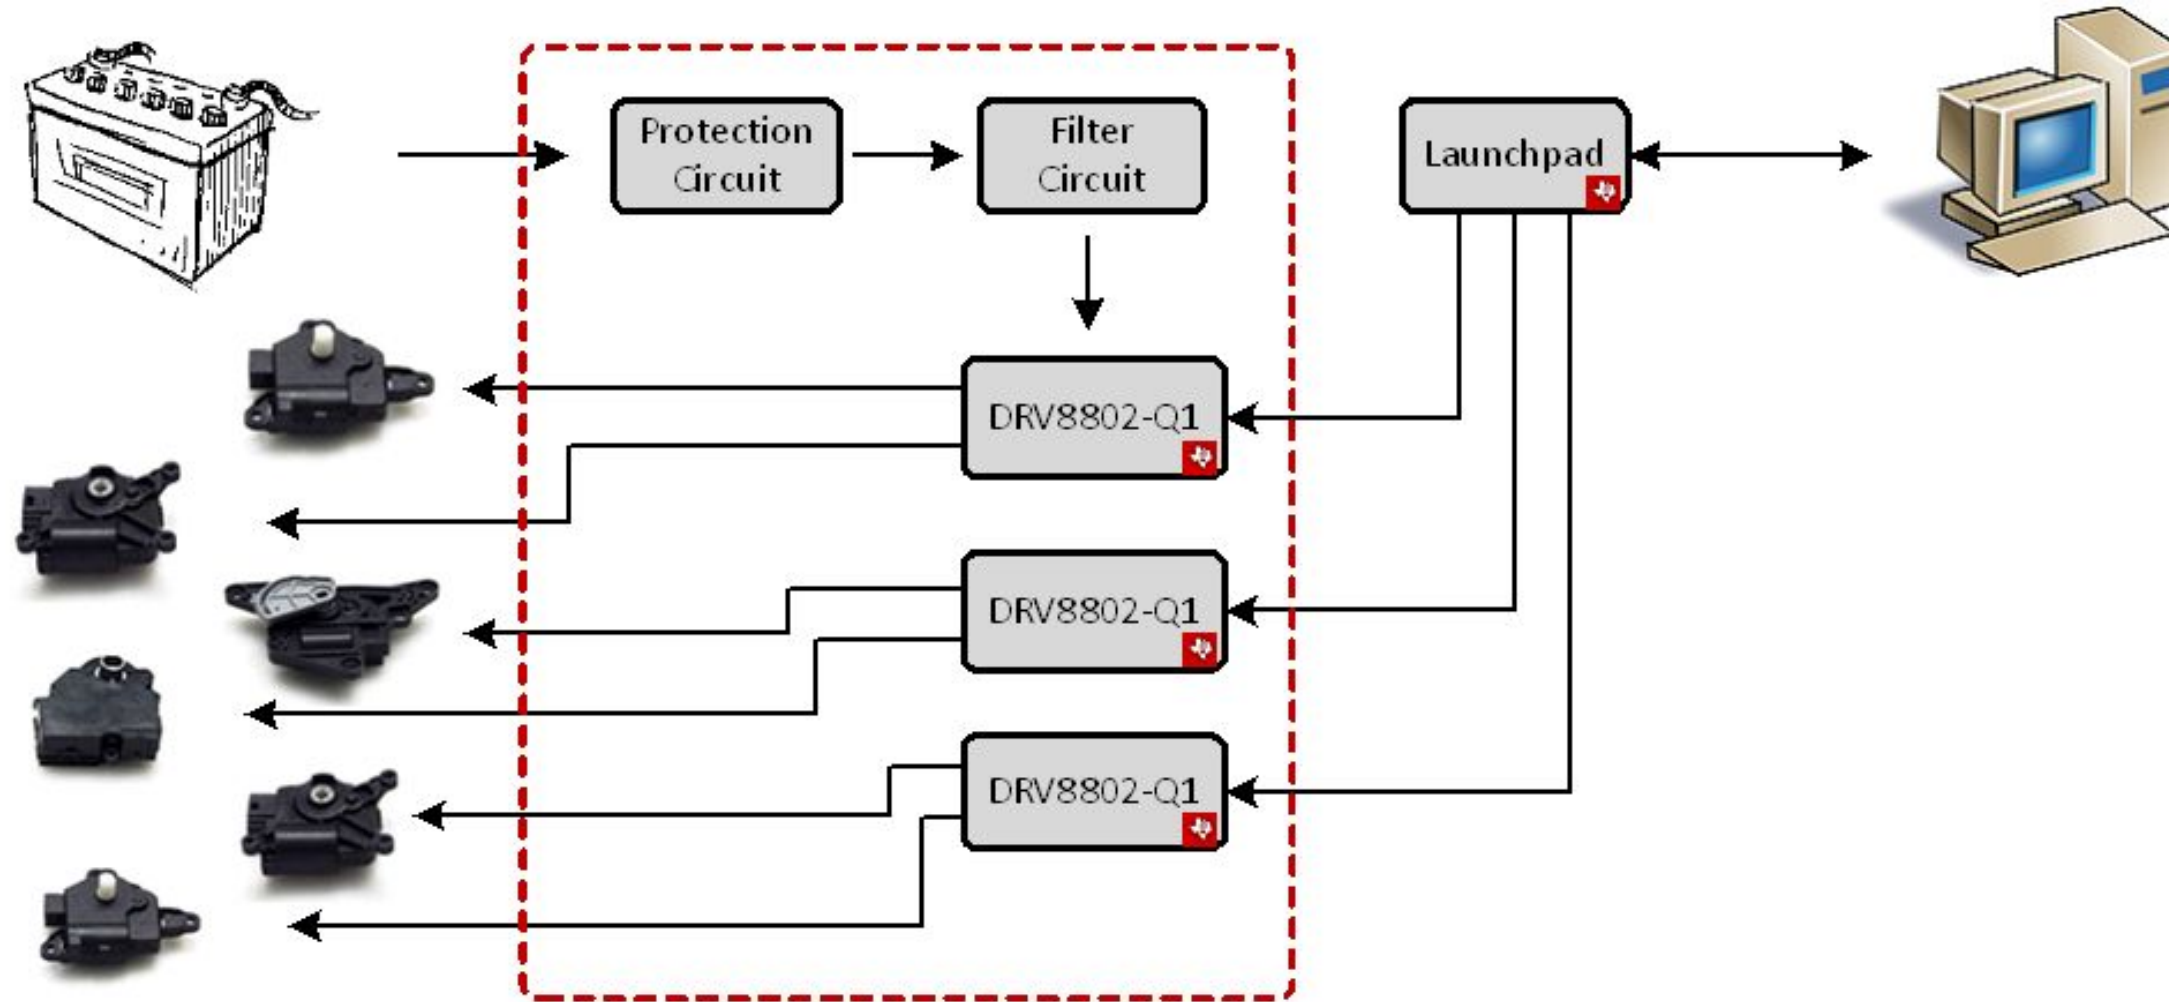 Protection
Circuit
Filter
Circuit
Launchpad
DRV8802-Q1
DRV8802-Q1
DRV8802-Q1